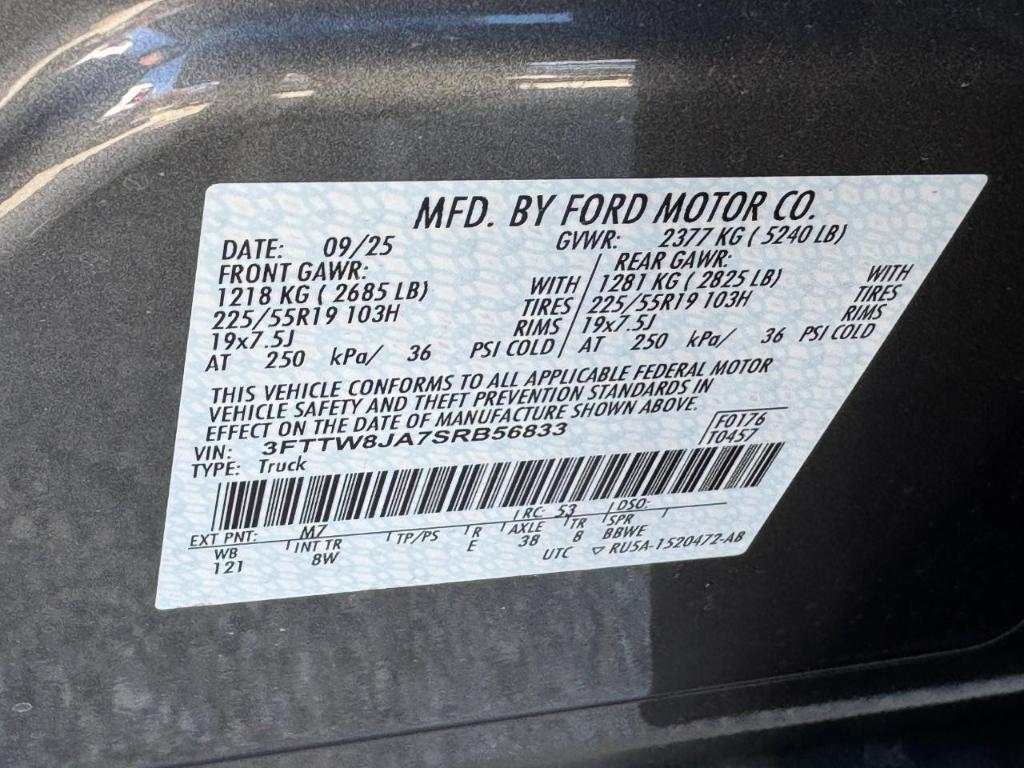 MFD. BY FORD MOTOR CO.
DATE: 09/25 GVWR: 2377 KG ( 5240 LB)
FRONT GAWR: REAR GAWR:
1218 KG ( 2685 LB) WITH 1281 KG ( 2825 LB) WITH
225/55R19 103H TIRES 225/55R19 103H TIRES
19x7.5J RIMS 19x7.5J RIMS
AT 250 kPa/ 36 PSI COLD AT 250 kPa/ 36 PSI COLD
THIS VEHICLE CONFORMS TO ALL APPLICABLE FEDERAL MOTOR
VEHICLE SAFETY AND THEFT PREVENTION STANDARDS IN
EFFECT ON THE DATE OF MANUFACTURE SHOWN ABOVE.
VIN: 3FTTW8JA7SRB56833 F0176
TYPE: Truck T0457
EXT PNT: M7 RC: 53 DSO:
WB INT TR TP/PS R AXLE TR SPR
121 8W E 38 8 BBWE
UTC ▽ RU5A-1520472-AB